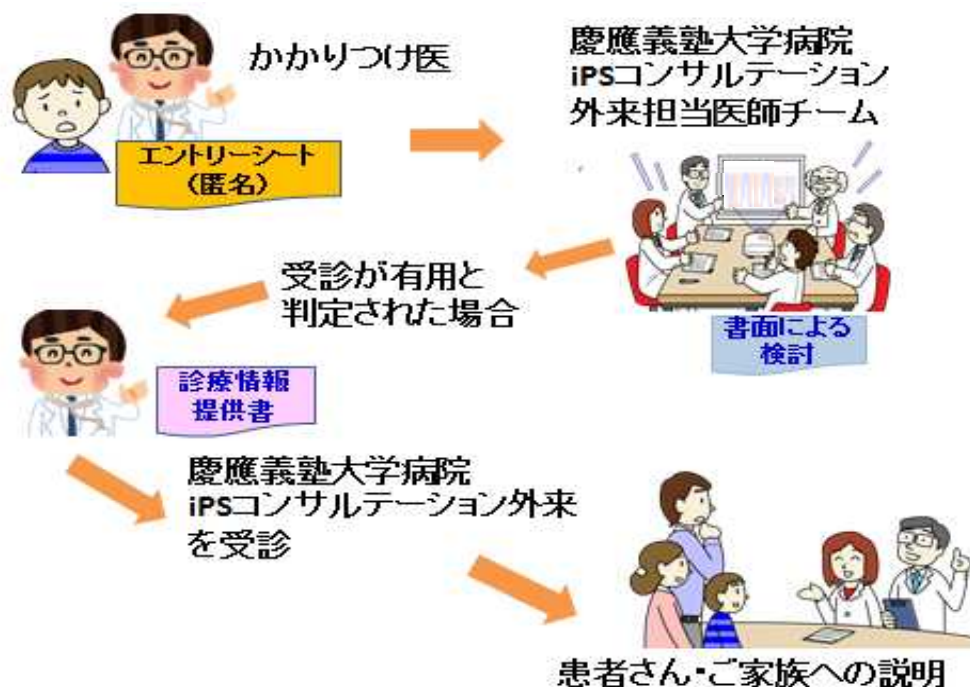 かかりつけ医
エントリーシート
（匿名）
慶應義塾大学病院
iPSコンサルテーション
外来担当医師チーム
書面による
検討
受診が有用と
判定された場合
診療情報
提供書
慶應義塾大学病院
iPSコンサルテーション外来
を受診
患者さん・ご家族への説明